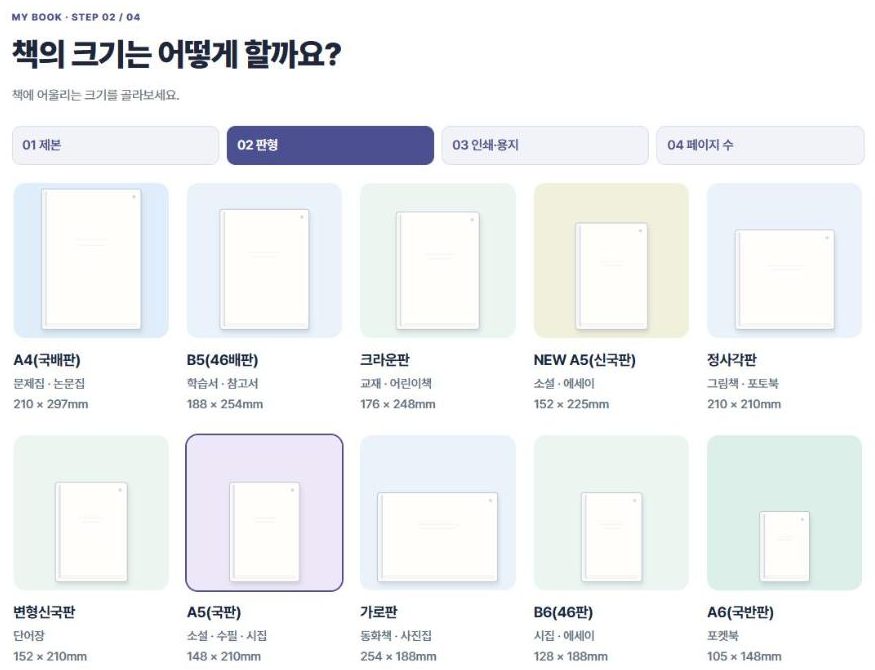 MY BOOK · STEP 02 / 04
책의 크기는 어떻게 할까요?
책에 어울리는 크기를 골라보세요.
01 제본
02 판형
03 인쇄·용지
04 페이지 수
A4(국배판)
문제집 · 논문집
210 × 297mm
B5(46배판)
학습서 · 참고서
188 × 254mm
크라운판
교재 · 어린이책
176 × 248mm
NEW A5(신국판)
소설 · 에세이
152 × 225mm
정사각판
그림책 · 포토북
210 × 210mm
변형신국판
단어장
152 × 210mm
A5(국판)
소설 · 수필 · 시집
148 × 210mm
가로판
동화책 · 사진집
254 × 188mm
B6(46판)
시집 · 에세이
128 × 188mm
A6(국반판)
포켓북
105 × 148mm